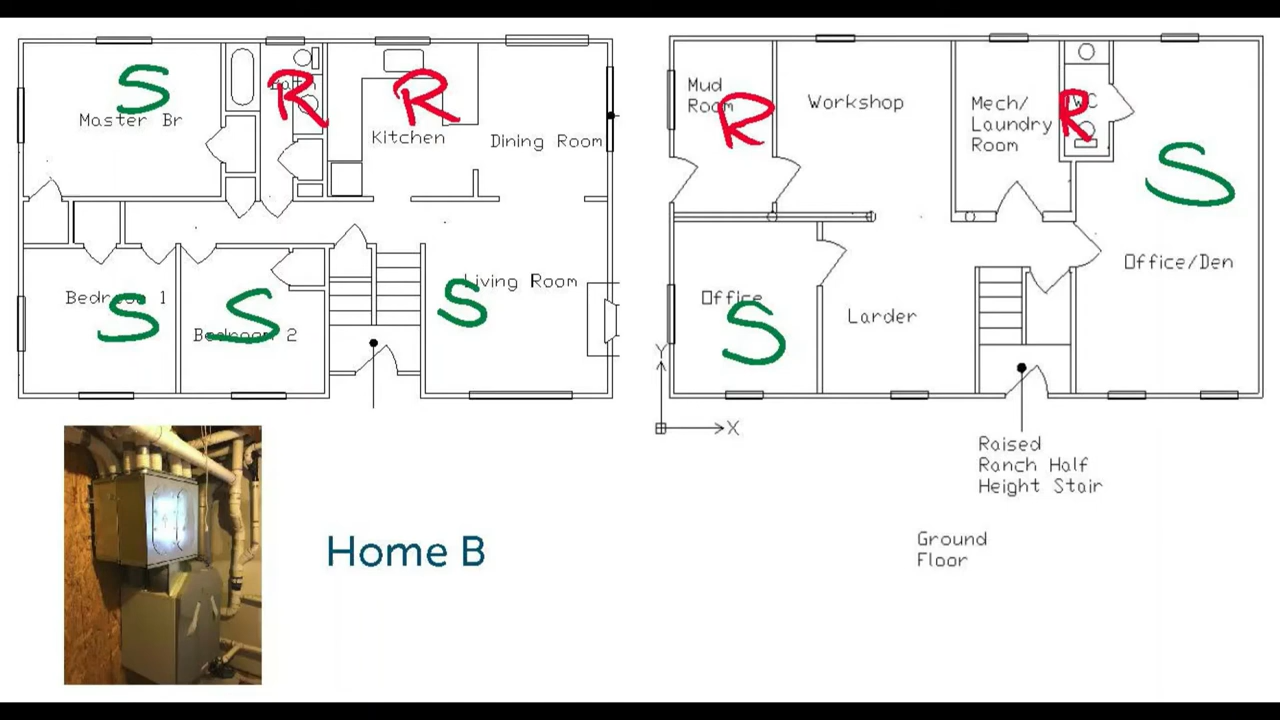 S
Master Br
Bath
R
R
Kitchen
Dining Room
Mud
Room
R
Workshop
Mech/
Laundry
Room
WC
R
S
Bedroom 1
S
Bedroom 2
S
Living Room
S
Office
S
Larder
Office/Den
Y
X
Raised
Ranch Half
Height Stair
Home B
Ground
Floor